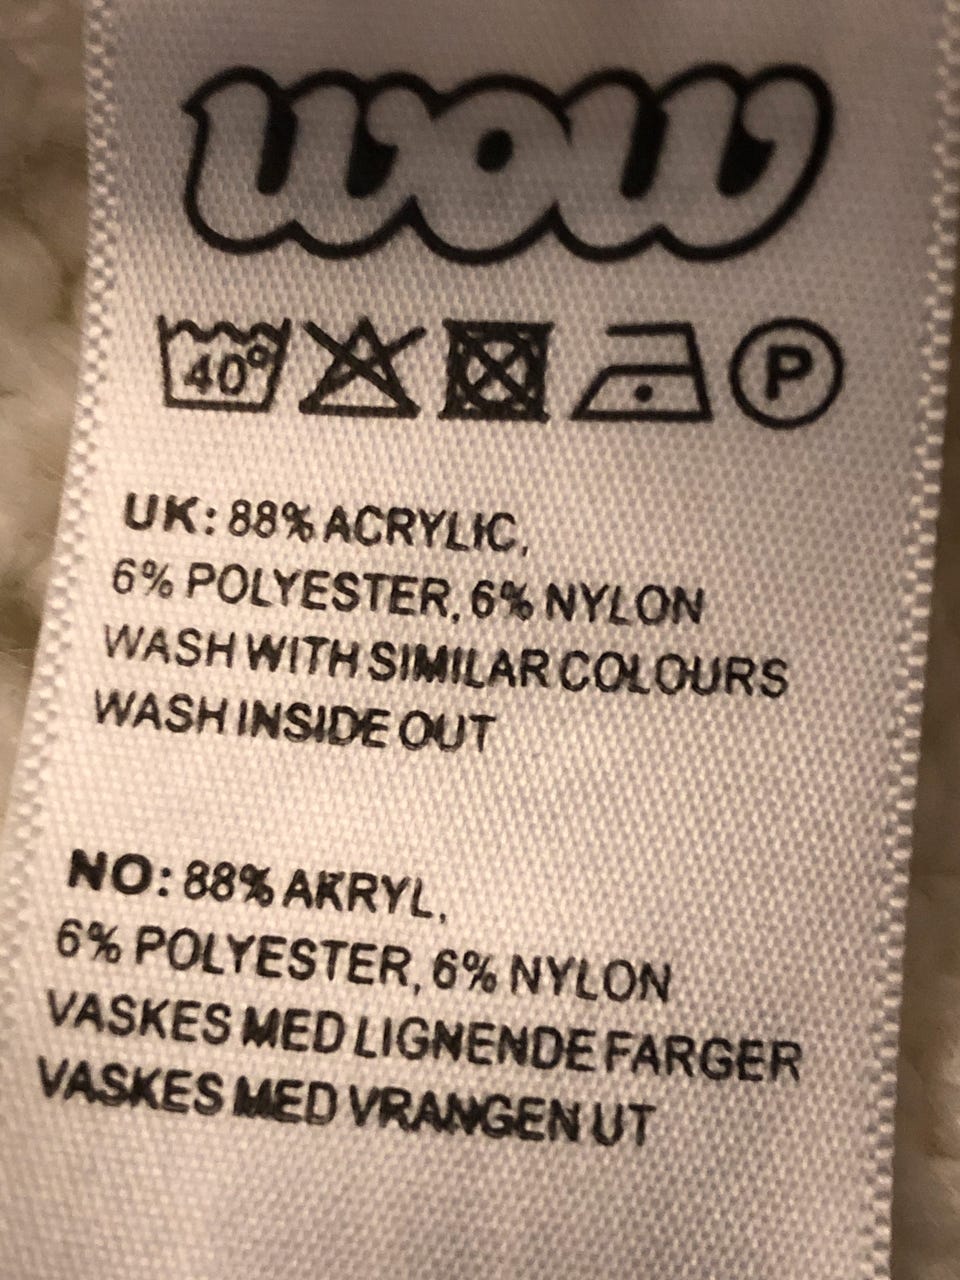 wow
40°
P
UK: 88% ACRYLIC,
6% POLYESTER, 6% NYLON
WASH WITH SIMILAR COLOURS
WASH INSIDE OUT
NO: 88% AKRYL,
6% POLYESTER, 6% NYLON
VASKES MED LIGNENDE FARGER
VASKES MED VRANGEN UT